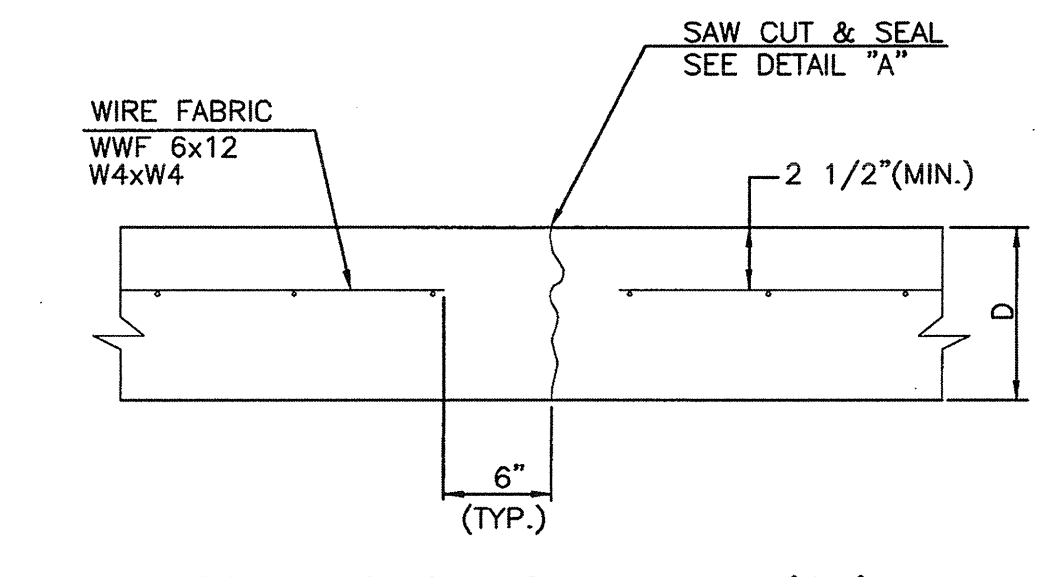 SAW CUT & SEAL
SEE DETAIL "A"
WIRE FABRIC
WWF 6x12
W4xW4
2 1/2"(MIN.)
D
6"
(TYP.)